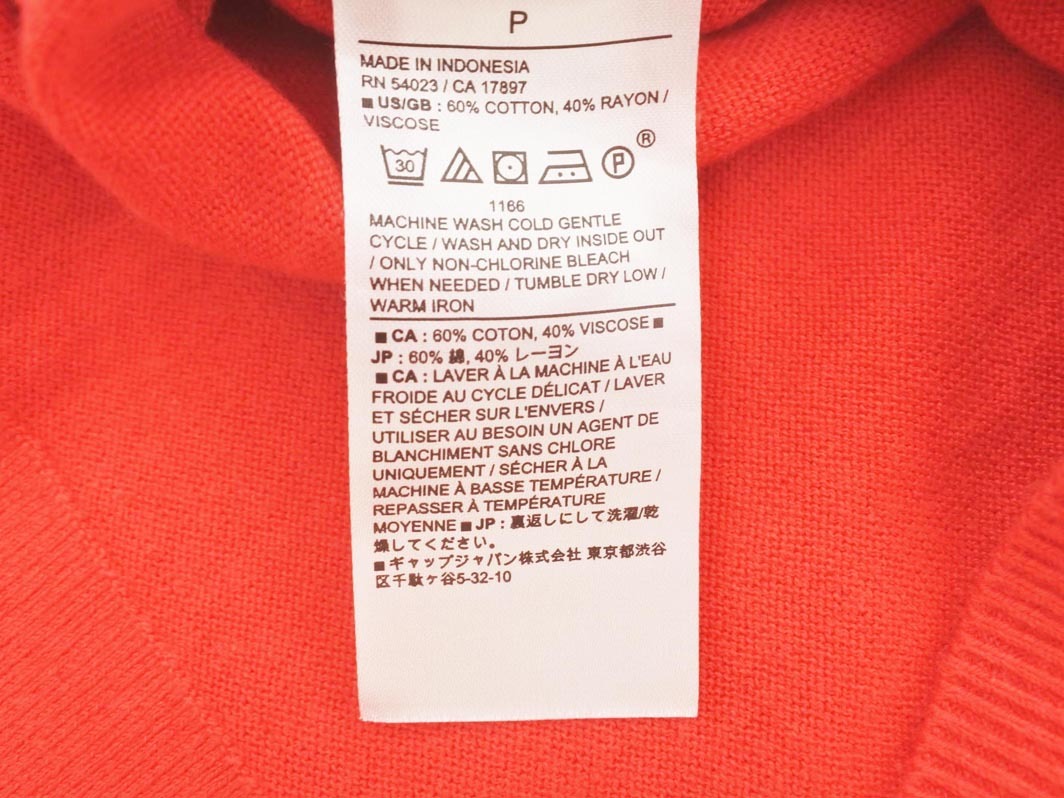 P
MADE IN INDONESIA
RN 54023 / CA 17897
■ US/GB : 60% COTTON, 40% RAYON /
VISCOSE
30 P ®
1166
MACHINE WASH COLD GENTLE
CYCLE / WASH AND DRY INSIDE OUT
/ ONLY NON-CHLORINE BLEACH
WHEN NEEDED / TUMBLE DRY LOW /
WARM IRON
■ CA : 60% COTON, 40% VISCOSE ■
JP : 60% 綿, 40% レーヨン
■ CA : LAVER À LA MACHINE À L'EAU
FROIDE AU CYCLE DÉLICAT / LAVER
ET SÉCHER SUR L'ENVERS /
UTILISER AU BESOIN UN AGENT DE
BLANCHIMENT SANS CHLORE
UNIQUEMENT / SÉCHER À LA
MACHINE À BASSE TEMPÉRATURE /
REPASSER À TEMPÉRATURE
MOYENNE ■ JP : 裏返しにして洗濯/乾
燥してください。
■ ギャップジャパン株式会社 東京都渋谷
区千駄ヶ谷5-32-10